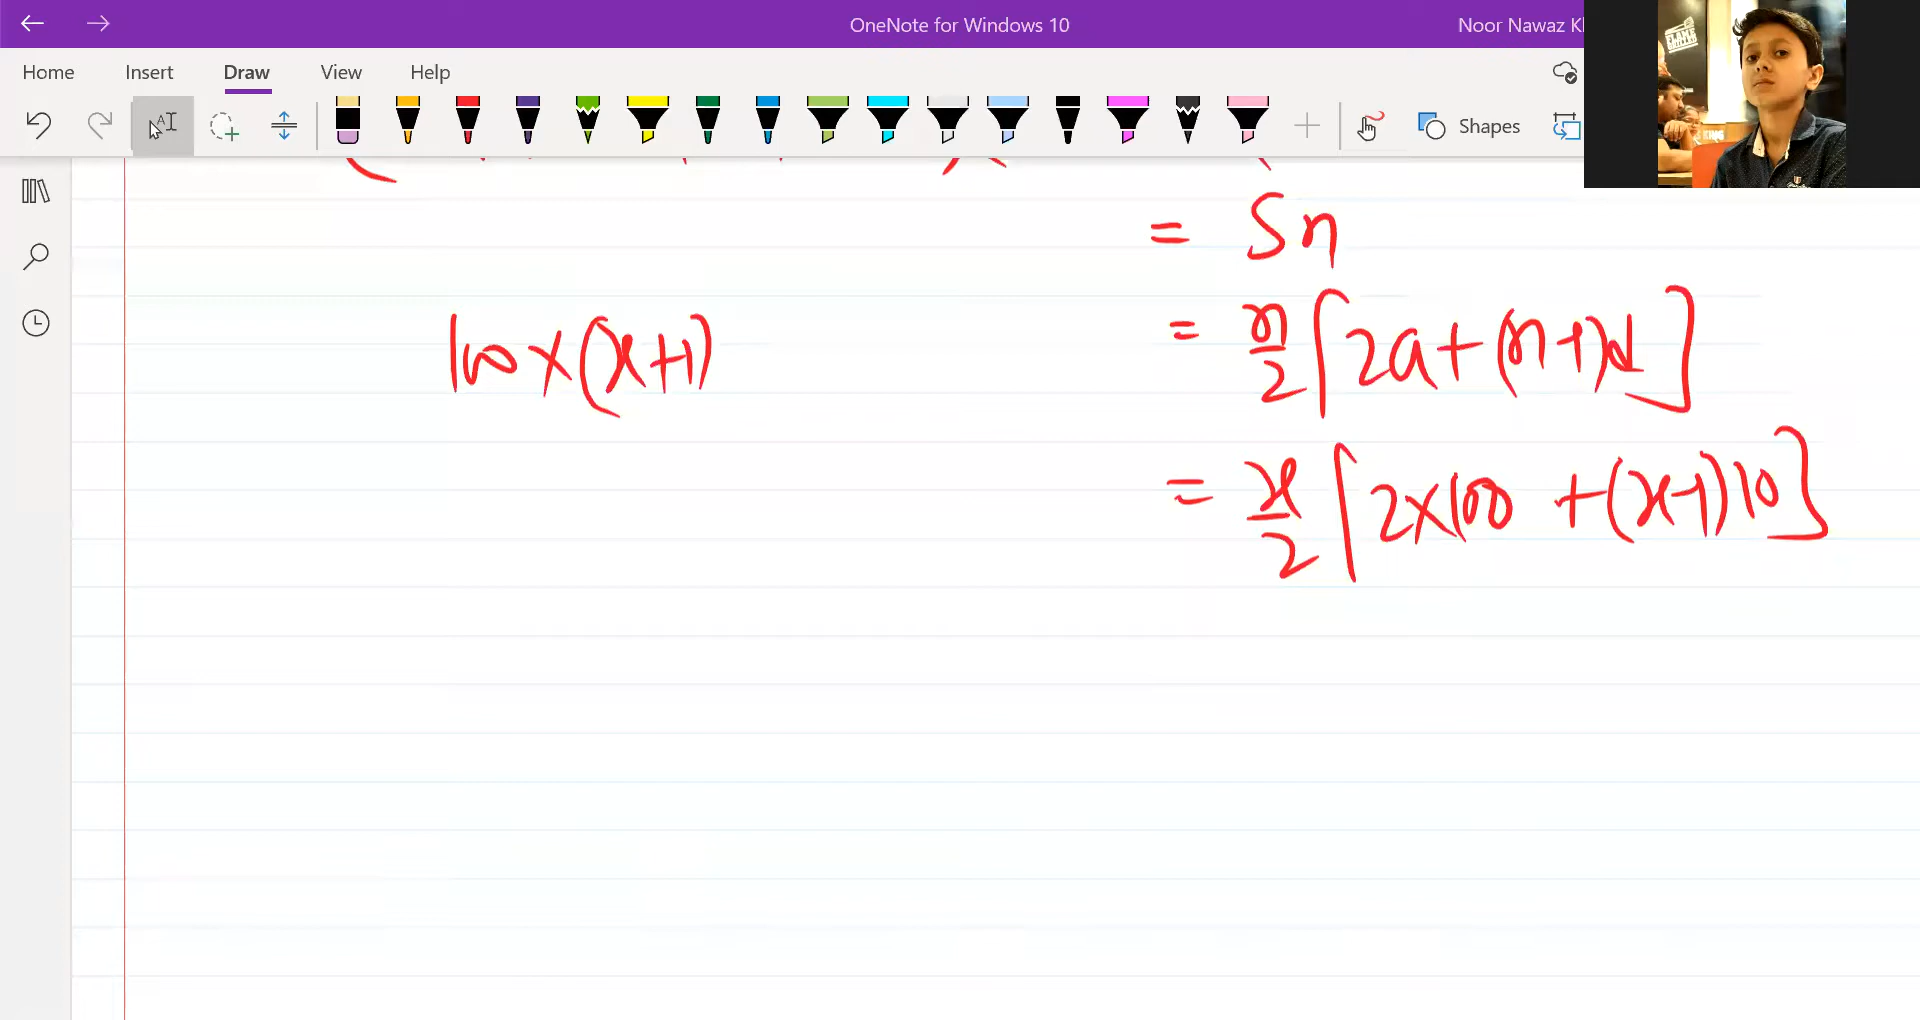 OneNote for Windows 10
Noor Nawaz K
Home Insert Draw View Help
Shapes
= Sn
100 x (x+1)
= n/2 [2a + (n-1)d]
= x/2 [2x100 + (x-1)10]